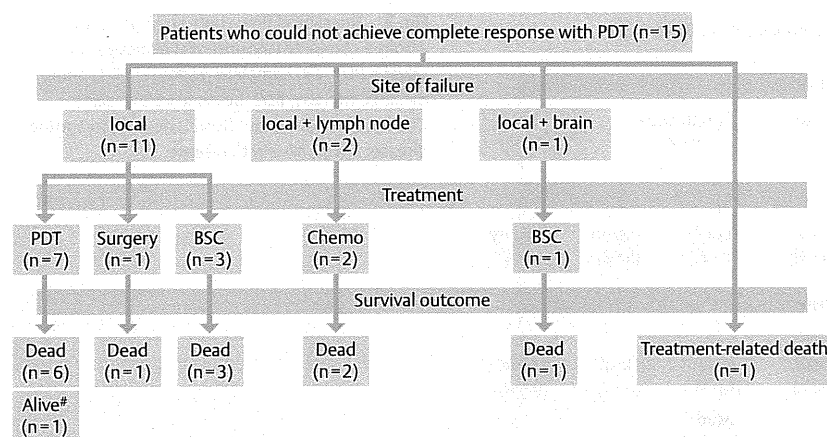 Patients who could not achieve complete response with PDT (n=15)
Site of failure
local
(n=11)
local + lymph node
(n=2)
local + brain
(n=1)
Treatment
PDT
(n=7)
Surgery
(n=1)
BSC
(n=3)
Chemo
(n=2)
BSC
(n=1)
Survival outcome
Dead
(n=6)
Dead
(n=1)
Dead
(n=3)
Dead
(n=2)
Dead
(n=1)
Treatment-related death
(n=1)
Alive#
(n=1)